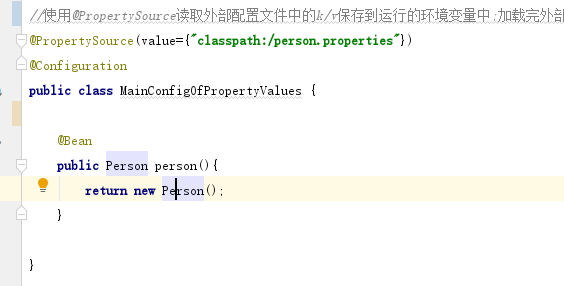 //使用@PropertySource读取外部配置文件中的k/v保存到运行的环境变量中;加载完外部
@PropertySource(value={"classpath:/person.properties"})
@Configuration
public class MainConfigOfPropertyValues {
@Bean
public Person person(){
return new Person();
}
}